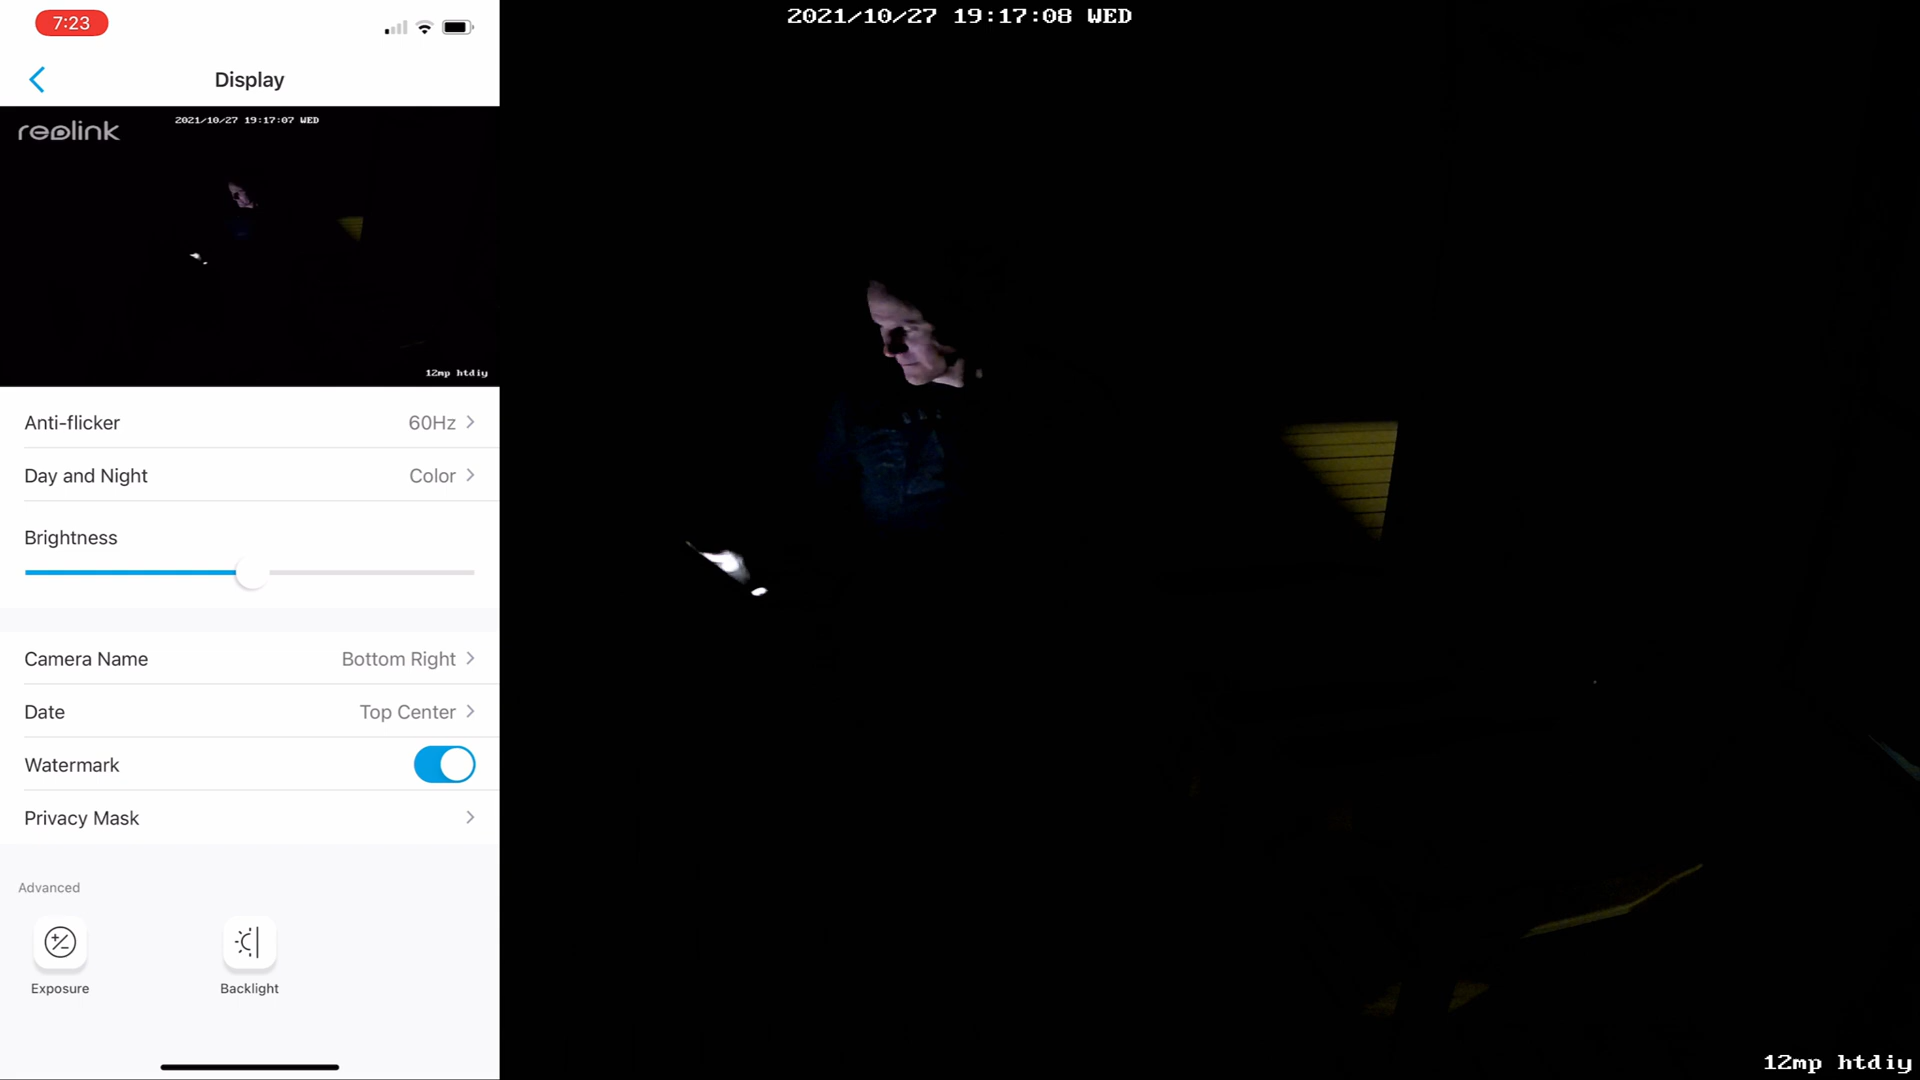 7:23
Display
reolink
2021/10/27 19:17:07 WED
12mp htdiy
Anti-flicker 60Hz
Day and Night Color
Brightness
Camera Name Bottom Right
Date Top Center
Watermark
Privacy Mask
Advanced
Exposure Backlight
2021/10/27 19:17:08 WED
12mp htdiy